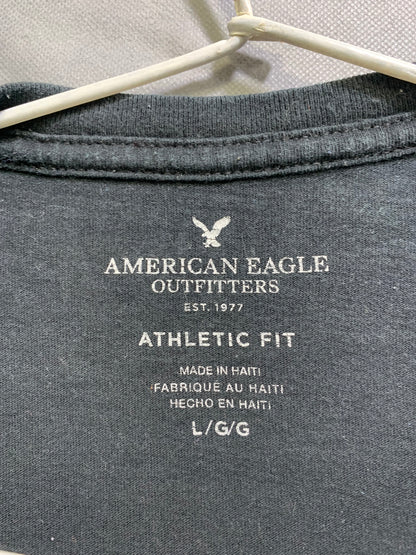 AMERICAN EAGLE
OUTFITTERS
EST. 1977
ATHLETIC FIT
MADE IN HAITI
FABRIQUÉ AU HAITI
HECHO EN HAITI
L/G/G